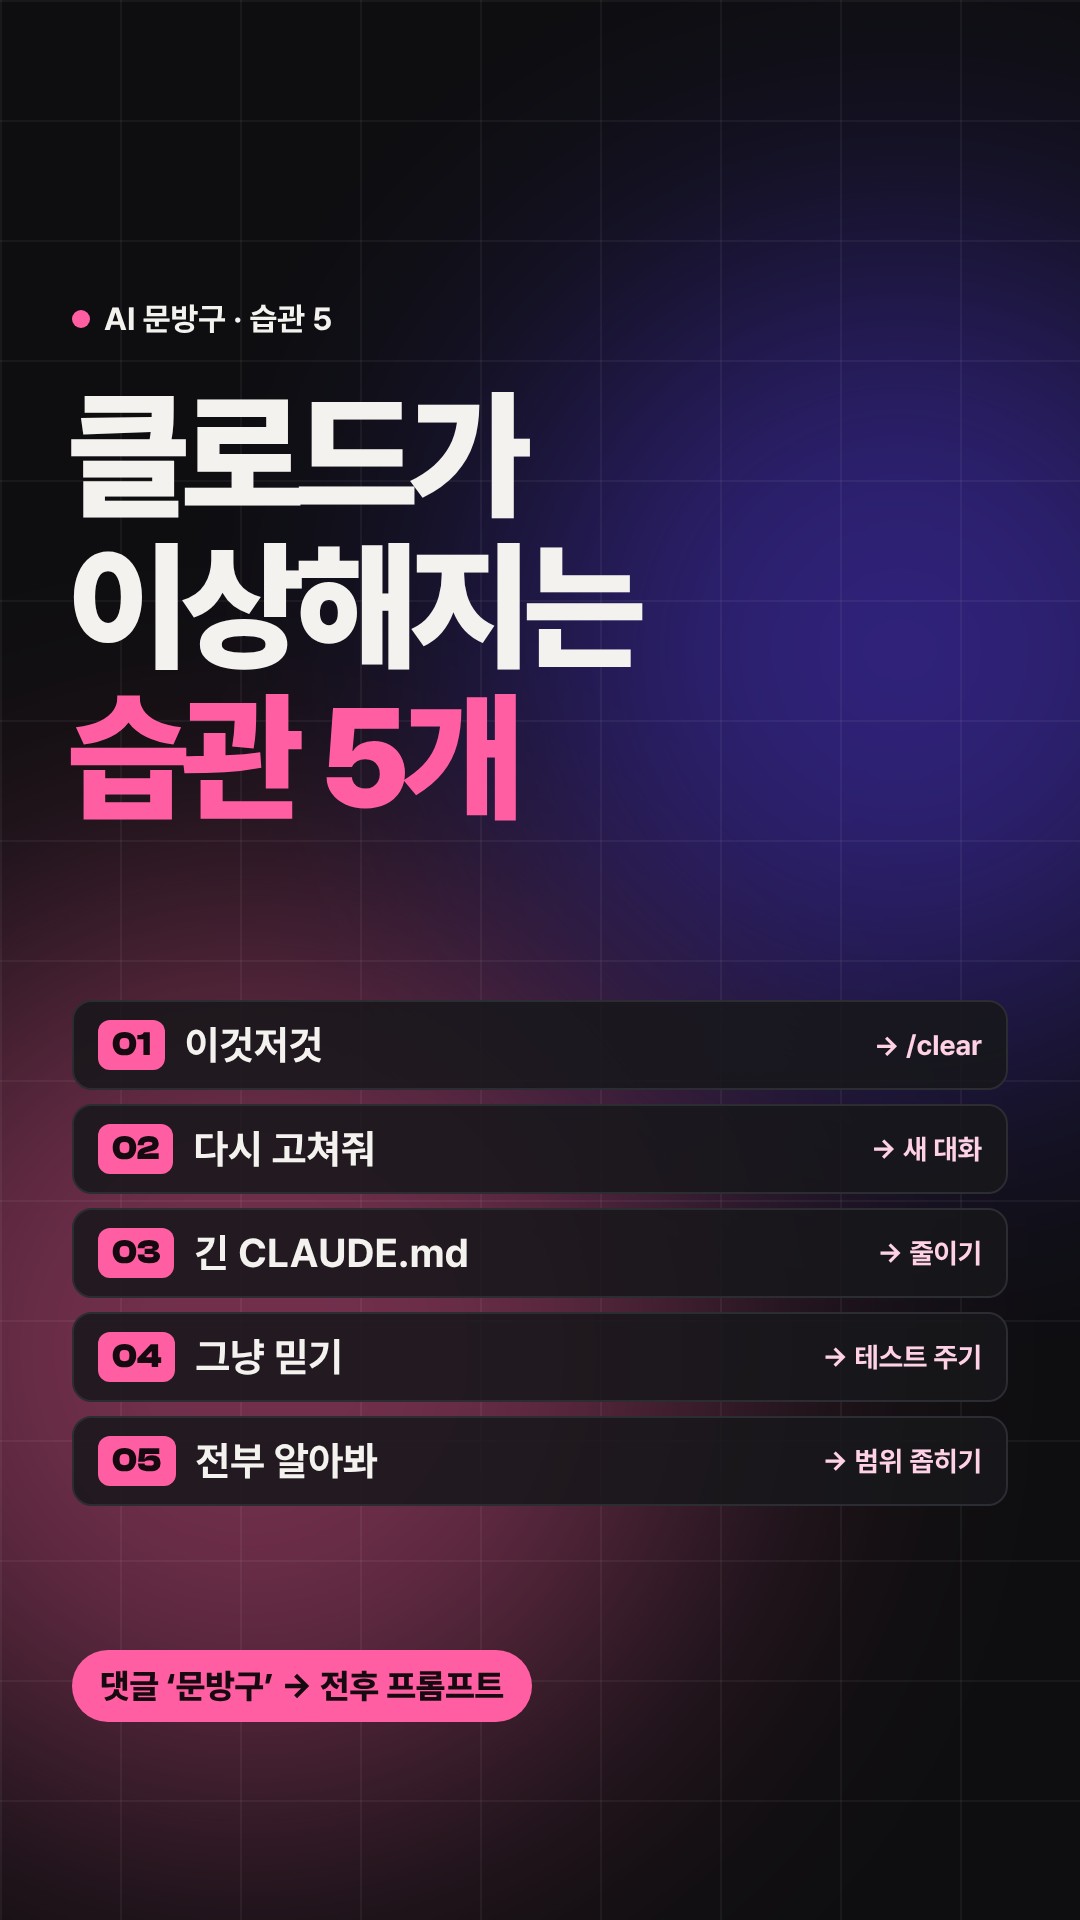 AI 문방구 · 습관 5
클로드가
이상해지는
습관 5개
01 이것저것 → /clear
02 다시 고쳐줘 → 새 대화
03 긴 CLAUDE.md → 줄이기
04 그냥 믿기 → 테스트 주기
05 전부 알아봐 → 범위 좁히기
댓글 ‘문방구’ → 전후 프롬프트